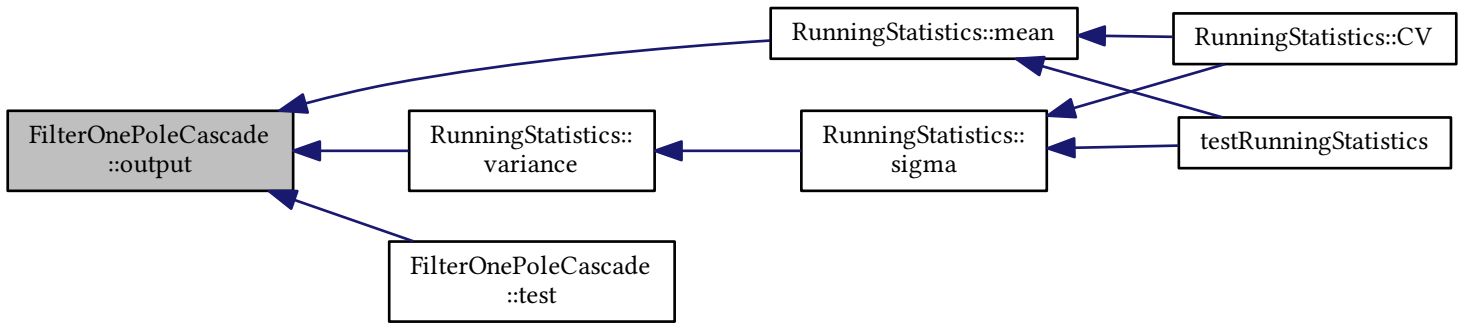 FilterOnePoleCascade
::output
RunningStatistics::mean
RunningStatistics::
variance
FilterOnePoleCascade
::test
RunningStatistics::
sigma
RunningStatistics::CV
testRunningStatistics